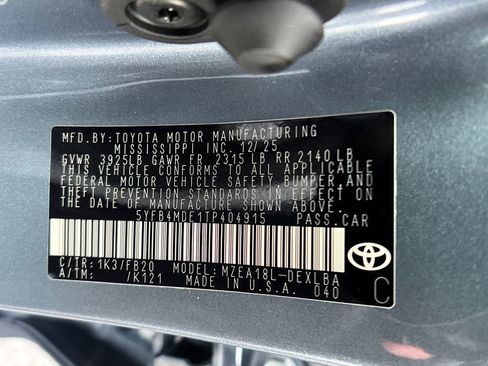 MFD.BY:TOYOTA MOTOR MANUFACTURING
MISSISSIPPI INC. 12/25
GVWR 3925LB GAWR FR. 2315 LB RR.2140LB
THIS VEHICLE CONFORMS TO ALL APPLICABLE
FEDERAL MOTOR VEHICLE SAFETY,BUMPER,AND
THEFT PREVENTION STANDARDS IN EFFECT ON
THE DATE OF MANUFACTURE SHOWN ABOVE.
5YFB4MDE1TP404915 PASS.CAR
C/TR:1K3/FB20 MODEL:MZEA18L-DEXLBA
A/TM: /K121 MADE IN U.S.A. 040
C